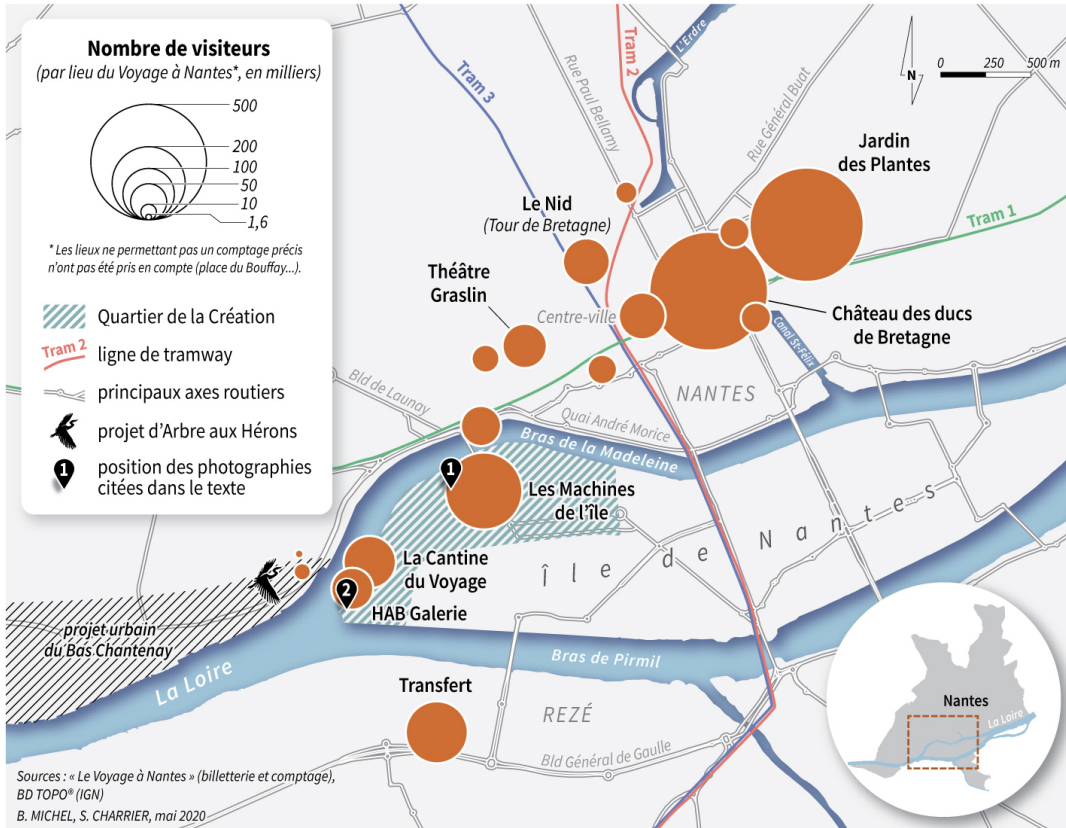 Nombre de visiteurs
(par lieu du Voyage à Nantes*, en milliers)
500
200
100
50
10
1,6
* Les lieux ne permettant pas un comptage précis
n'ont pas été pris en compte (place du Bouffay...).
Quartier de la Création
Tram 2
ligne de tramway
principaux axes routiers
projet d'Arbre aux Hérons
1
position des photographies
citées dans le texte
Tram 3
Tram 2
L'Erdre
Rue Paul Bellamy
Rue Général Buat
N
0 250 500 m
Jardin
des Plantes
Tram 1
Le Nid
(Tour de Bretagne)
Théâtre
Graslin
Centre-ville
Château des ducs
de Bretagne
Canal St-Félix
Bld de Launay
NANTES
Quai André Morice
Bras de la Madeleine
1
Les Machines
de l'île
Île de Nantes
La Cantine
du Voyage
2
HAB Galerie
projet urbain
du Bas Chantenay
La Loire
Bras de Pirmil
Transfert
REZÉ
Bld Général de Gaulle
Nantes
La Loire
Sources : « Le Voyage à Nantes » (billetterie et comptage),
BD TOPO® (IGN)
B. MICHEL, S. CHARRIER, mai 2020